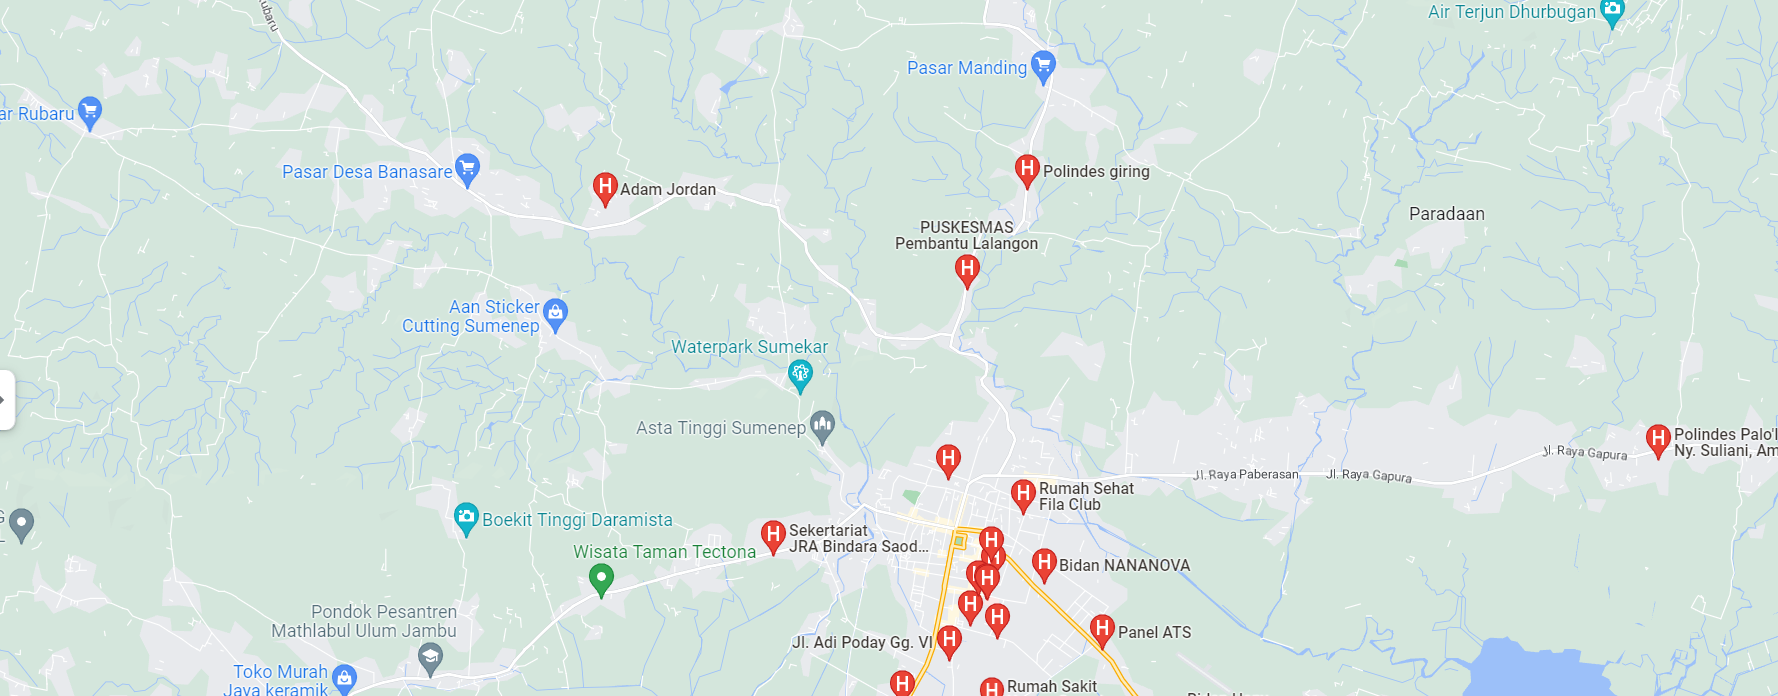 Rubaru
Air Terjun Dhurbugan
Pasar Manding
ar Rubaru
Pasar Desa Banasare
Adam Jordan
Polindes giring
Paradaan
PUSKESMAS
Pembantu Lalangon
Aan Sticker
Cutting Sumenep
Waterpark Sumekar
Asta Tinggi Sumenep
Polindes Palo'l
Ny. Suliani, Am
Jl. Raya Gapura
Jl. Raya Paberasan
Jl. Raya Gapura
Rumah Sehat
Fila Club
Boekit Tinggi Daramista
Sekertariat
JRA Bindara Saod...
Wisata Taman Tectona
Bidan NANANOVA
Pondok Pesantren
Mathlabul Ulum Jambu
Jl. Adi Poday Gg. VI
Panel ATS
Toko Murah
Jaya keramik
Rumah Sakit